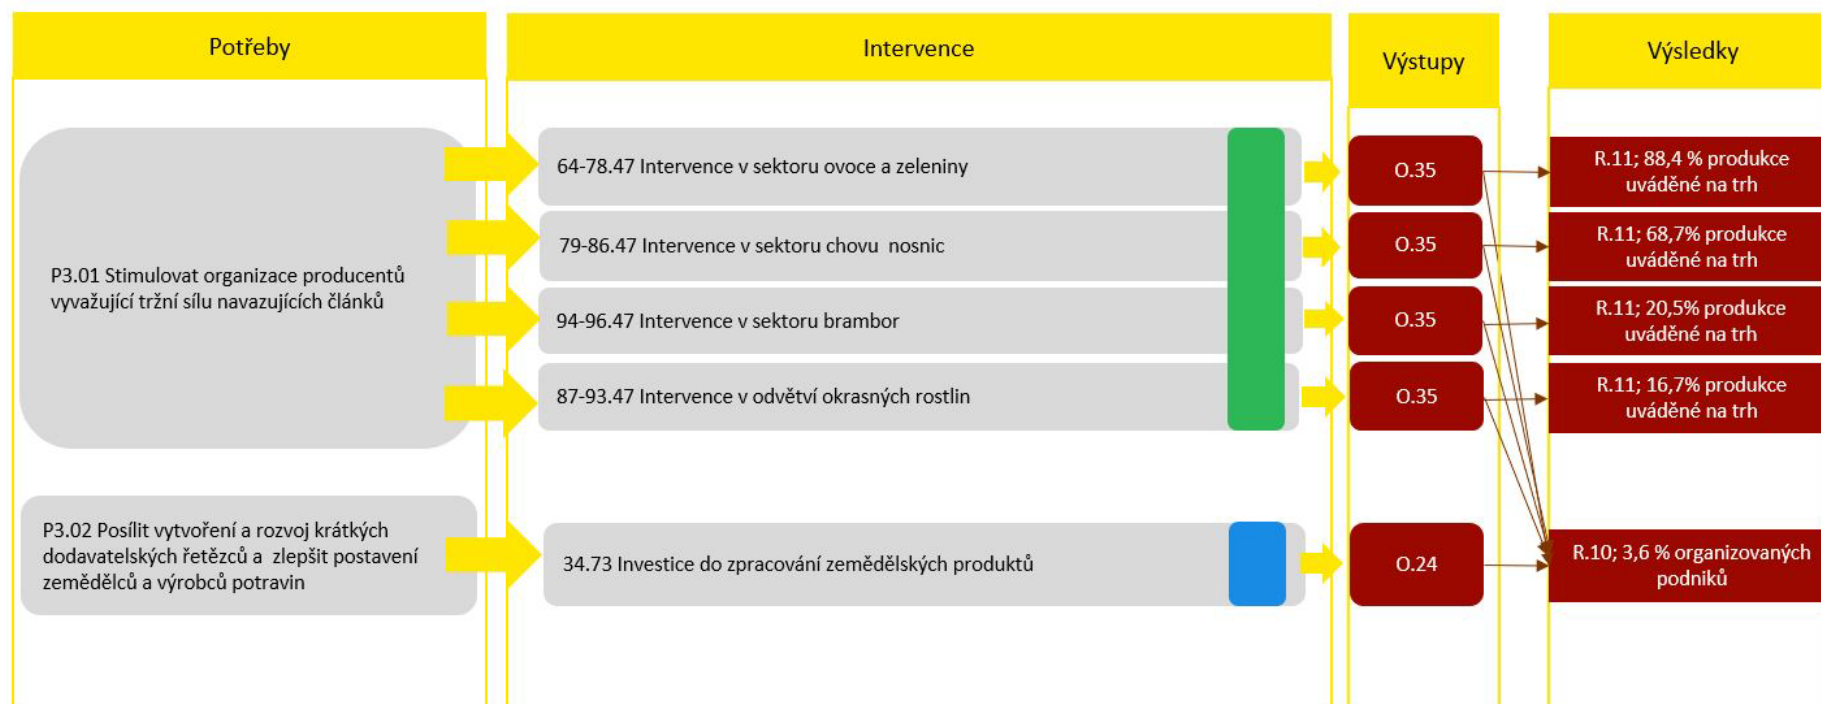 Potřeby
Intervence
Výstupy
Výsledky
P3.01 Stimulovat organizace producentů
vyvažující tržní sílu navazujících článků
64-78.47 Intervence v sektoru ovoce a zeleniny
O.35
R.11; 88,4 % produkce
uváděné na trh
79-86.47 Intervence v sektoru chovu  nosnic
O.35
R.11; 68,7% produkce
uváděné na trh
94-96.47 Intervence v sektoru brambor
O.35
R.11; 20,5% produkce
uváděné na trh
87-93.47 Intervence v odvětví okrasných rostlin
O.35
R.11; 16,7% produkce
uváděné na trh
P3.02 Posílit vytvoření a rozvoj krátkých
dodavatelských řetězců a  zlepšit postavení
zemědělců a výrobců potravin
34.73 Investice do zpracování zemědělských produktů
O.24
R.10; 3,6 % organizovaných
podniků